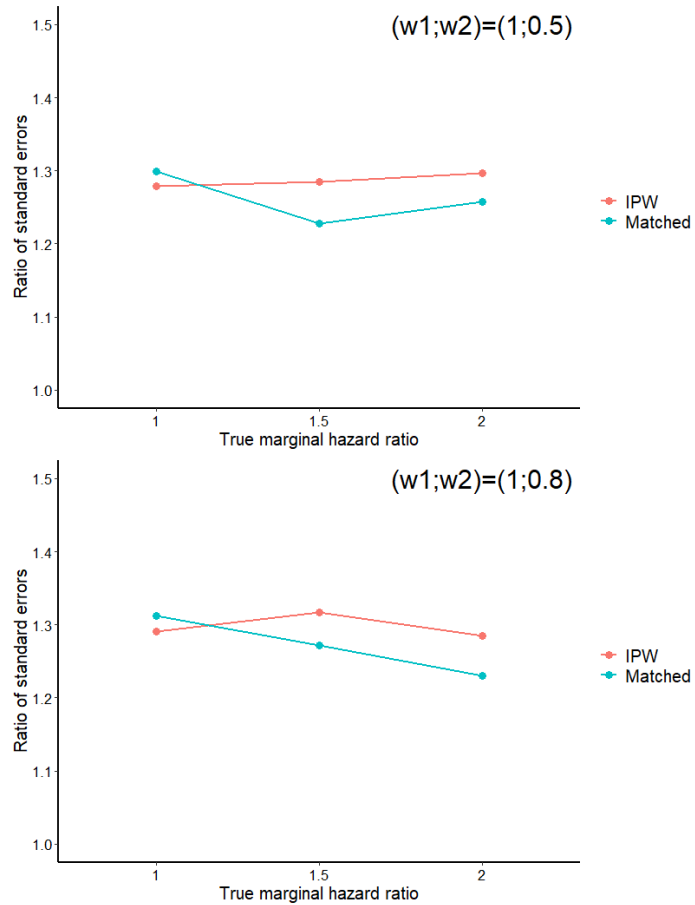 (w1;w2)=(1;0.5)
Ratio of standard errors
1.5
1.4
1.3
1.2
1.1
1.0
1
1.5
2
True marginal hazard ratio
IPW
Matched
(w1;w2)=(1;0.8)
Ratio of standard errors
1.5
1.4
1.3
1.2
1.1
1.0
1
1.5
2
True marginal hazard ratio
IPW
Matched